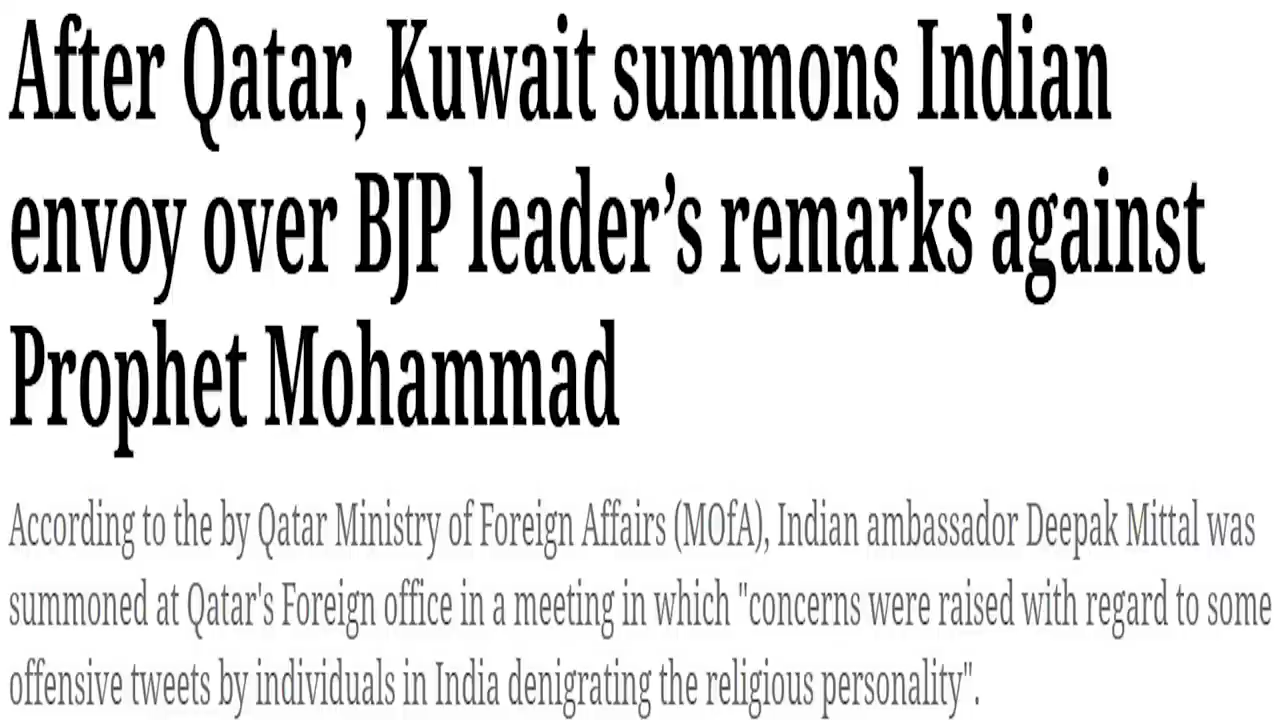 After Qatar, Kuwait summons Indian
envoy over BJP leader’s remarks against
Prophet Mohammad
According to the by Qatar Ministry of Foreign Affairs (MOfA), Indian ambassador Deepak Mittal was
summoned at Qatar's Foreign office in a meeting in which "concerns were raised with regard to some
offensive tweets by individuals in India denigrating the religious personality".